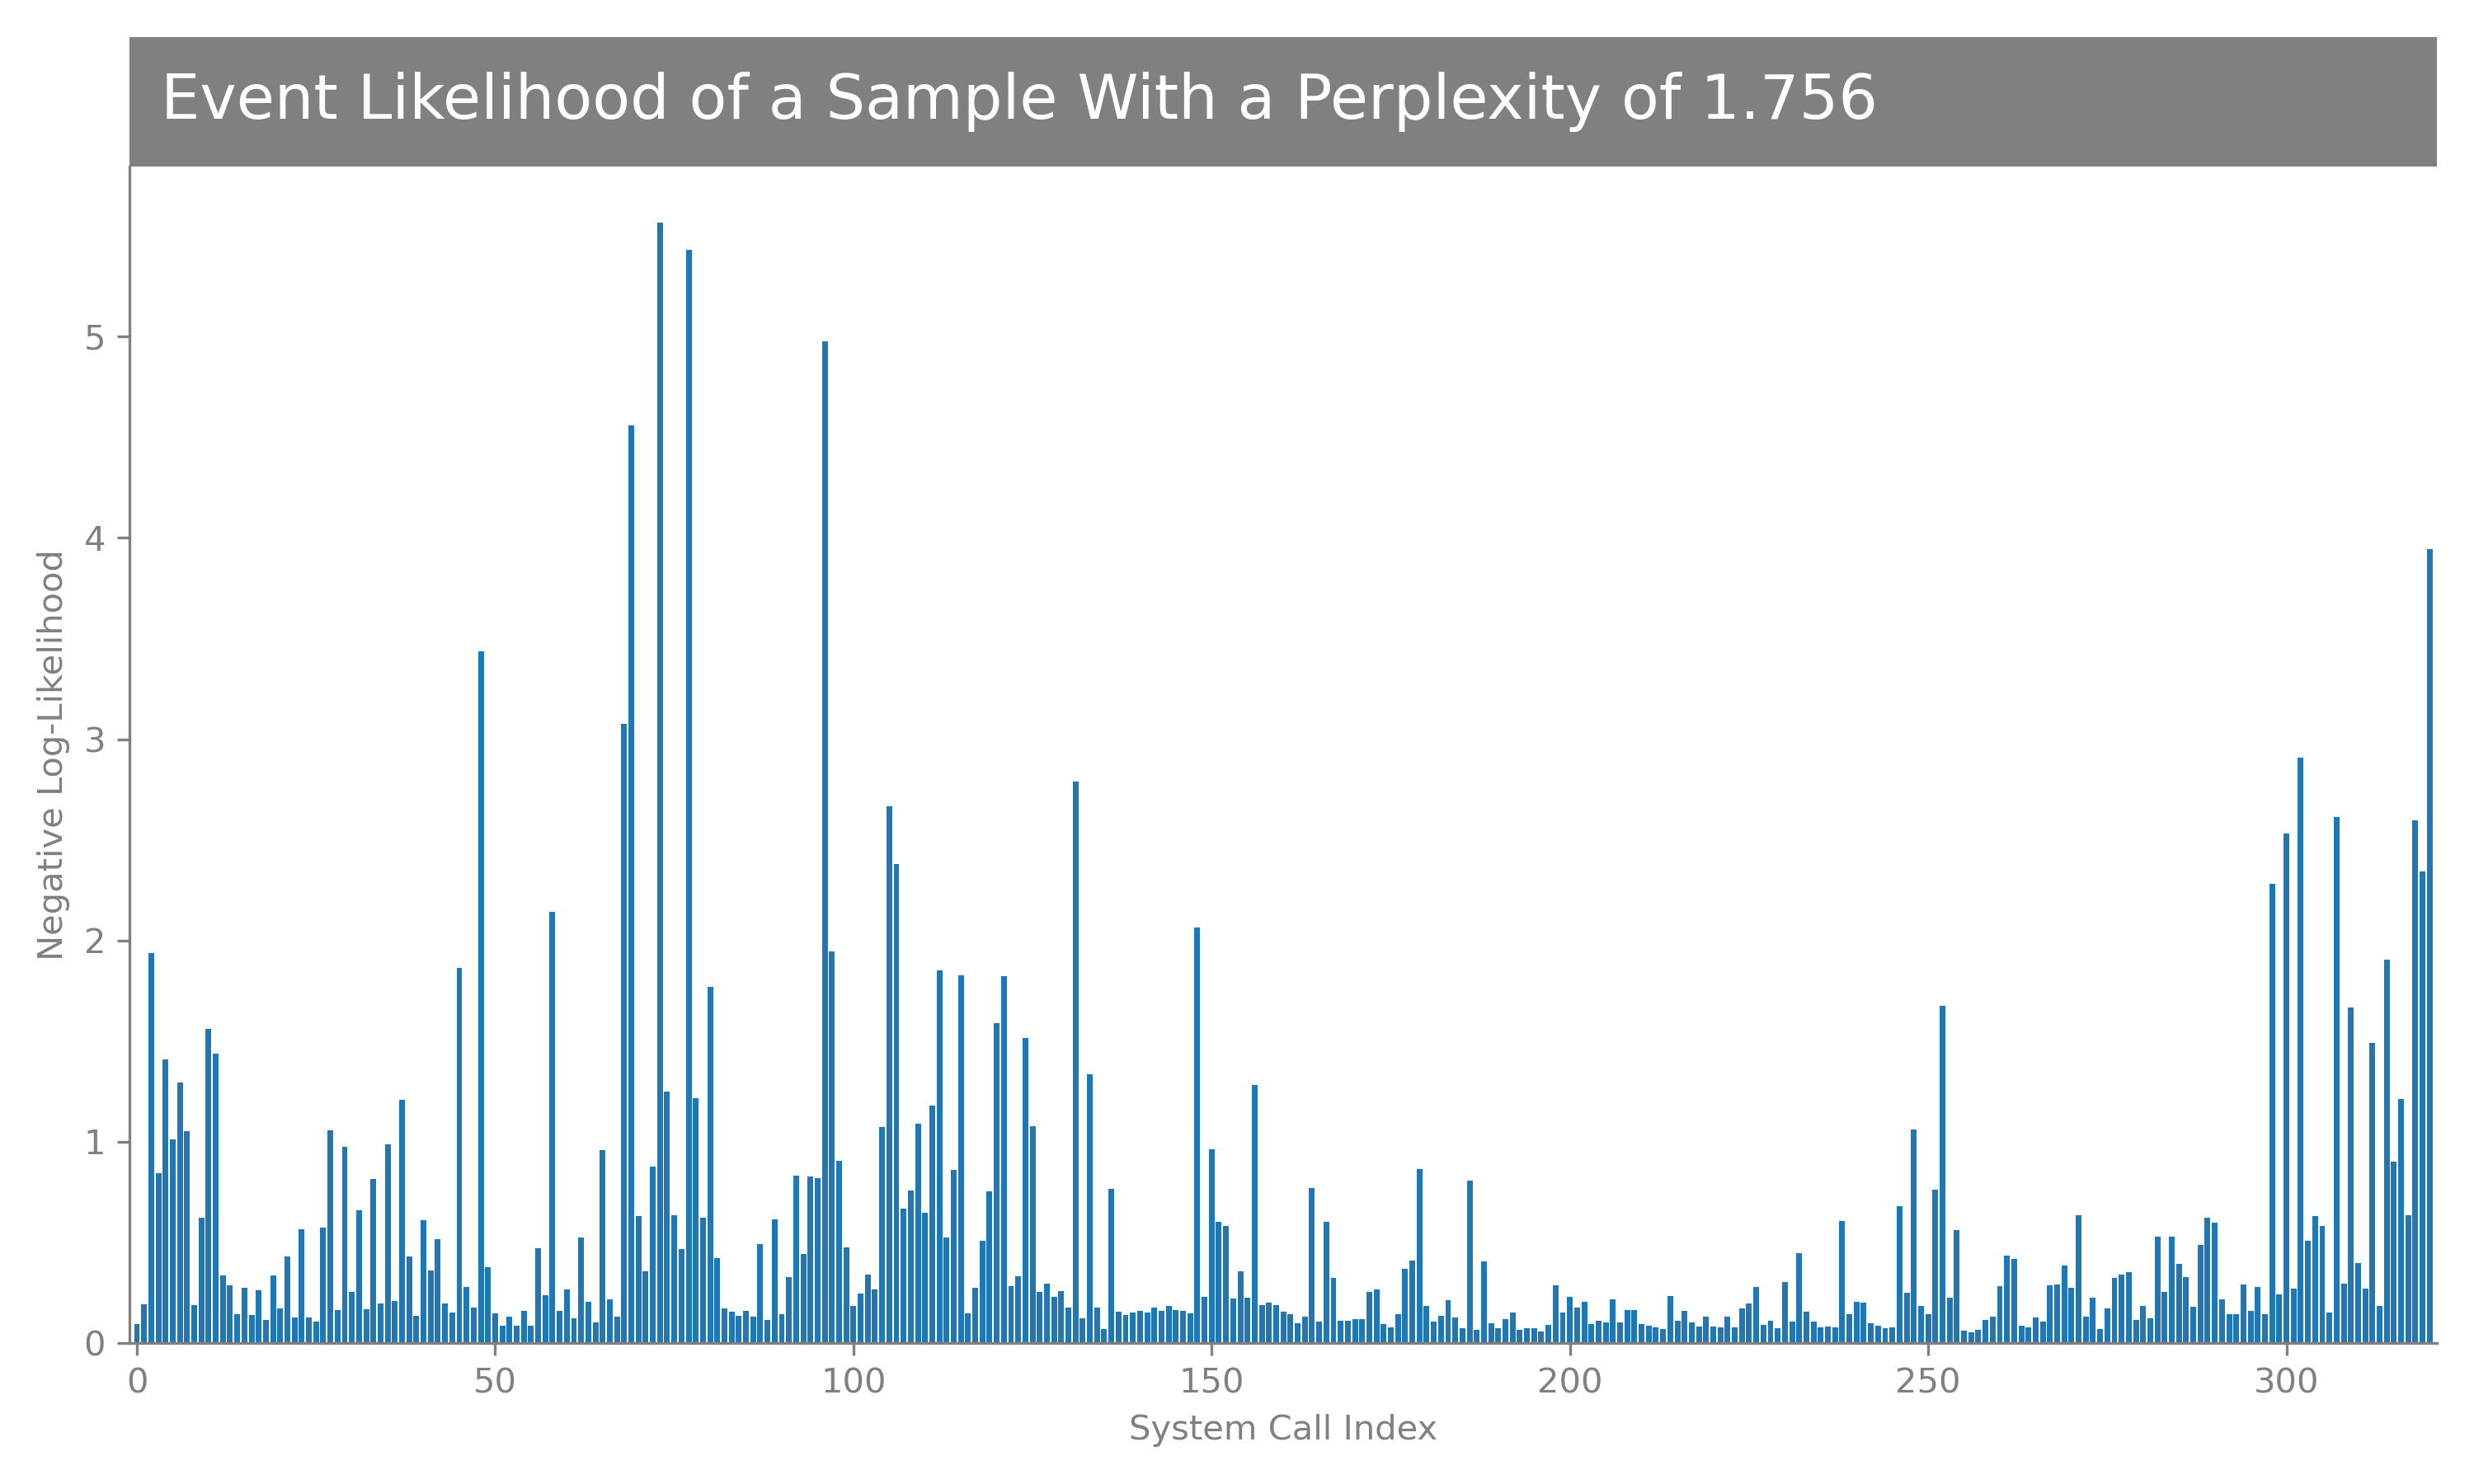 Event Likelihood of a Sample With a Perplexity of 1.756
Negative Log-Likelihood
5
4
3
2
1
0
0 50 100 150 200 250 300
System Call Index